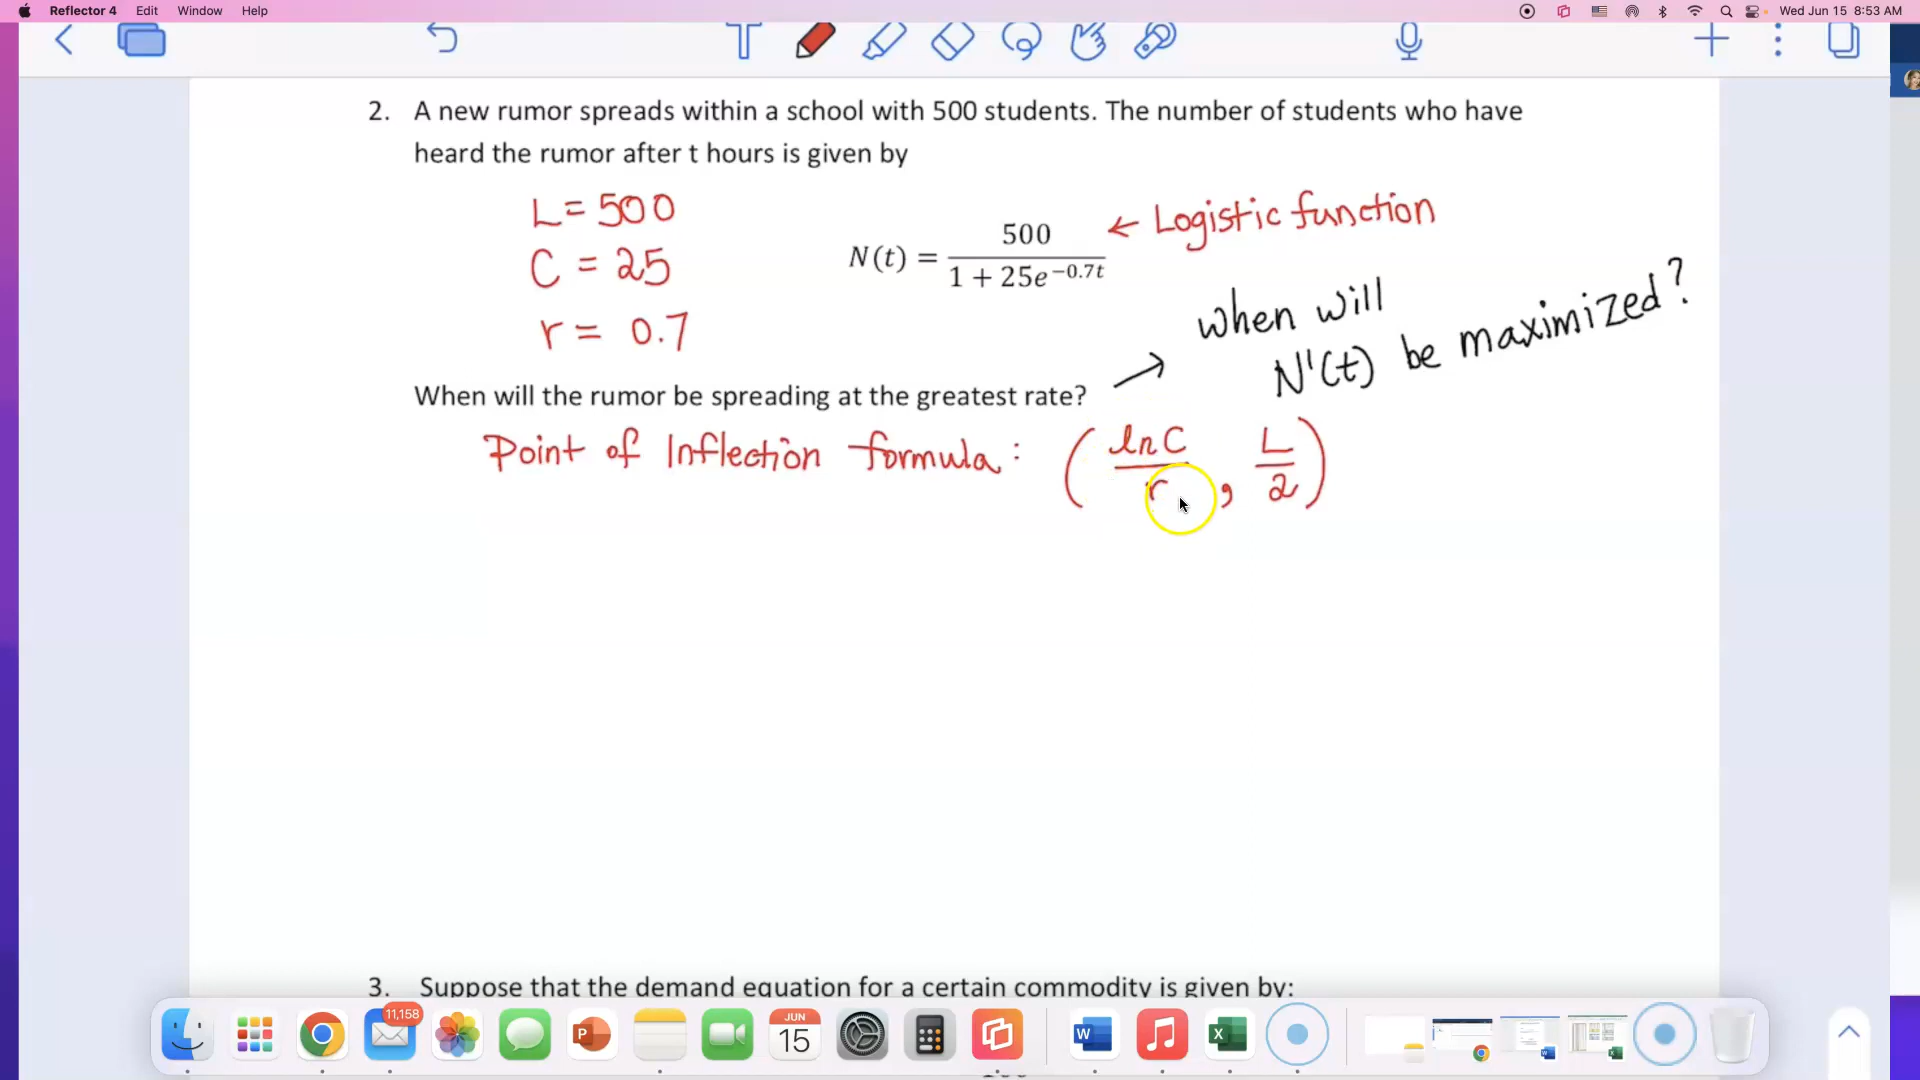 Reflector 4 Edit Window Help Wed Jun 15 8:53 AM
T
2. A new rumor spreads within a school with 500 students. The number of students who have
heard the rumor after t hours is given by
L = 500
C = 25
r = 0.7
N(t) = 500 / 1 + 25e^−0.7t
← Logistic function
When will the rumor be spreading at the greatest rate?
→ when will
N'(t) be maximized?
Point of Inflection formula: (ln C / r, L / 2)
3. Suppose that the demand equation for a certain commodity is given by:
11,158
P
JUN
15
W
X